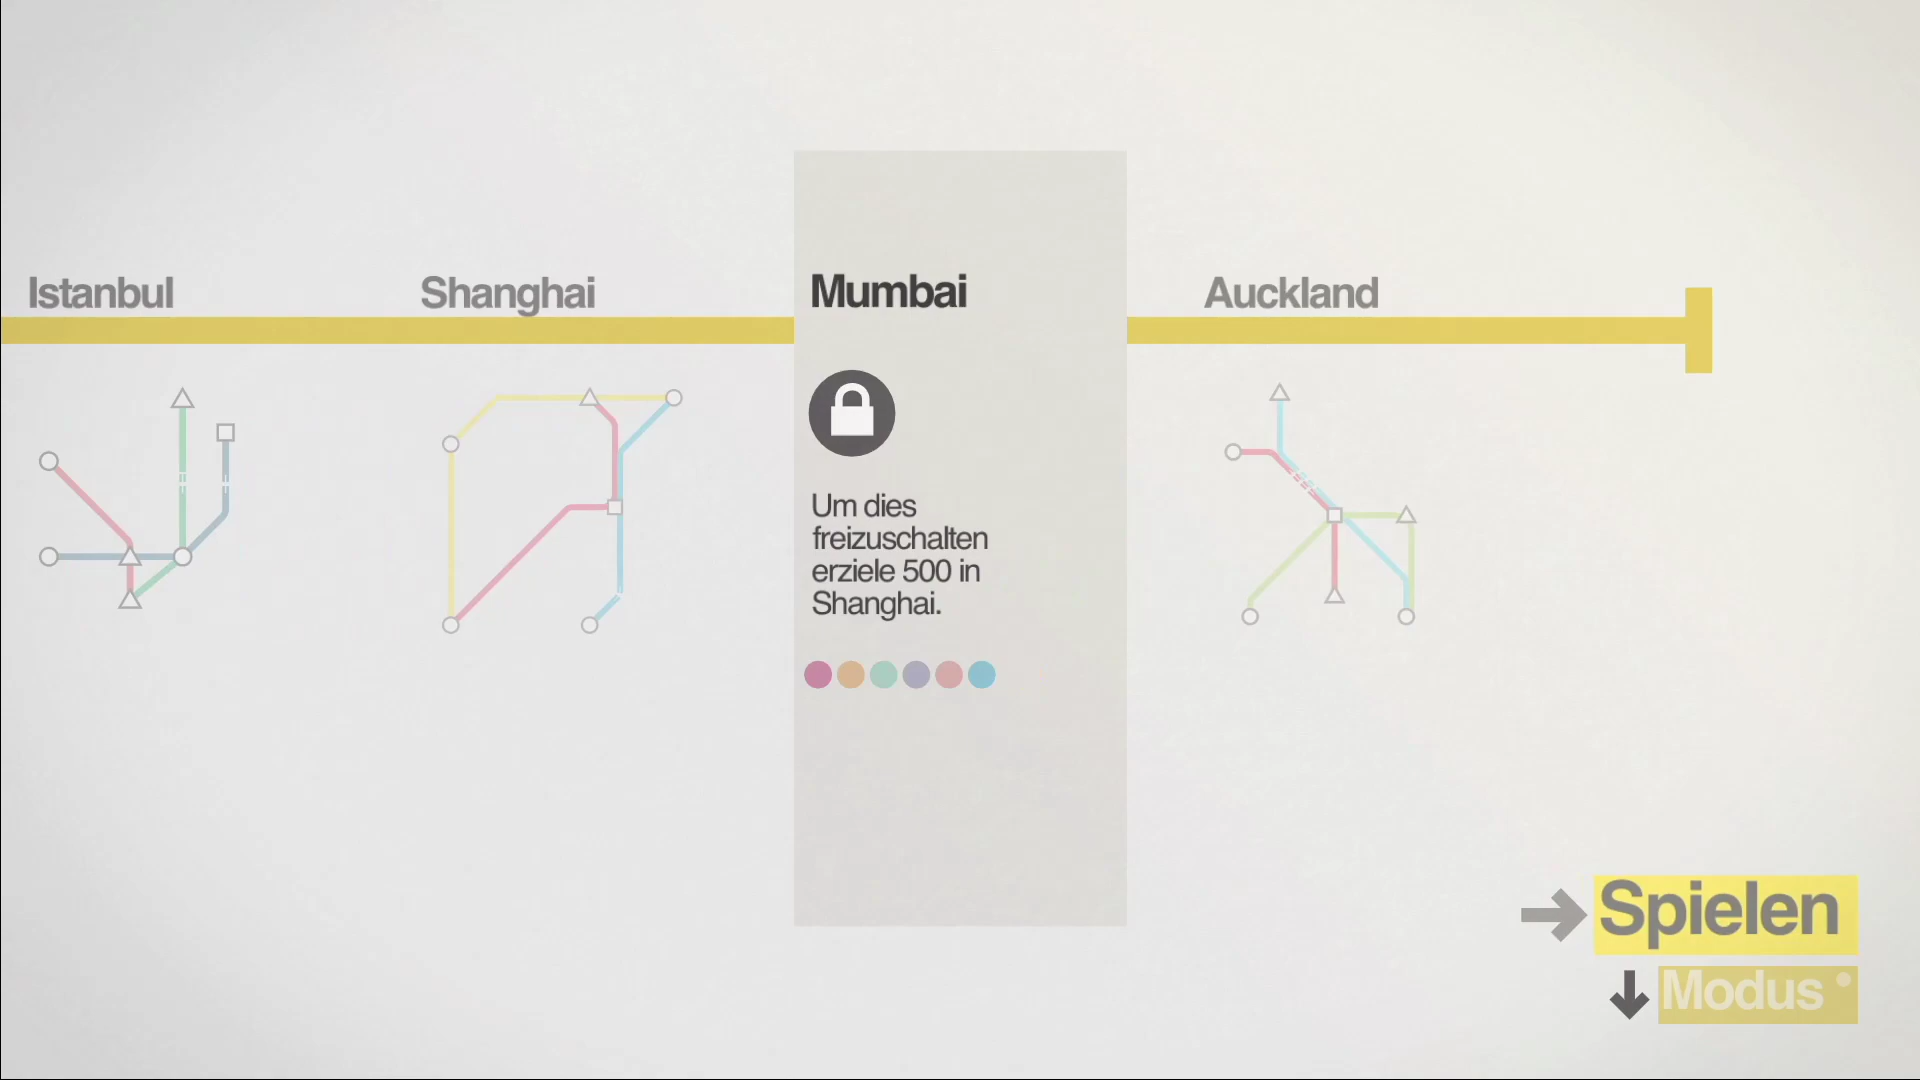 Istanbul
Shanghai
Mumbai
Auckland
Um dies
freizuschalten
erziele 500 in
Shanghai.
Spielen
Modus